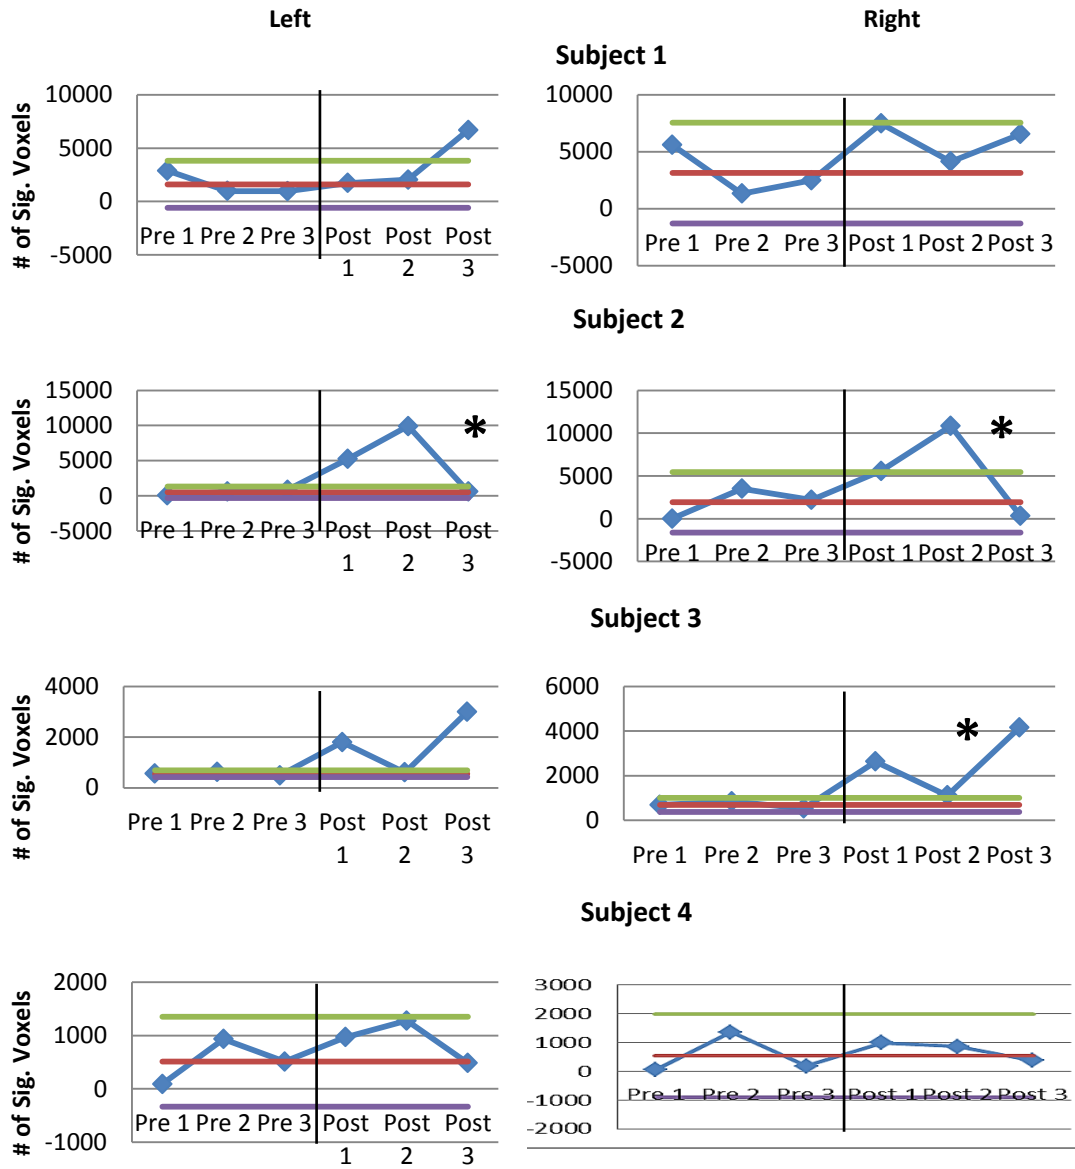 Left Right
Subject 1
# of Sig. Voxels
10000
5000
0
-5000
Pre 1 Pre 2 Pre 3 Post 1 Post 2 Post 3
10000
5000
0
-5000
Pre 1 Pre 2 Pre 3 Post 1 Post 2 Post 3
Subject 2
# of Sig. Voxels
15000
10000
5000
0
-5000
*
Pre 1 Pre 2 Pre 3 Post 1 Post 2 Post 3
15000
10000
5000
0
-5000
*
Pre 1 Pre 2 Pre 3 Post 1 Post 2 Post 3
Subject 3
# of Sig. Voxels
4000
2000
0
Pre 1 Pre 2 Pre 3 Post 1 Post 2 Post 3
6000
4000
2000
0
*
Pre 1 Pre 2 Pre 3 Post 1 Post 2 Post 3
Subject 4
# of Sig. Voxels
2000
1000
0
-1000
Pre 1 Pre 2 Pre 3 Post 1 Post 2 Post 3
3000
2000
1000
0
-1000
-2000
Pre 1 Pre 2 Pre 3 Post 1 Post 2 Post 3